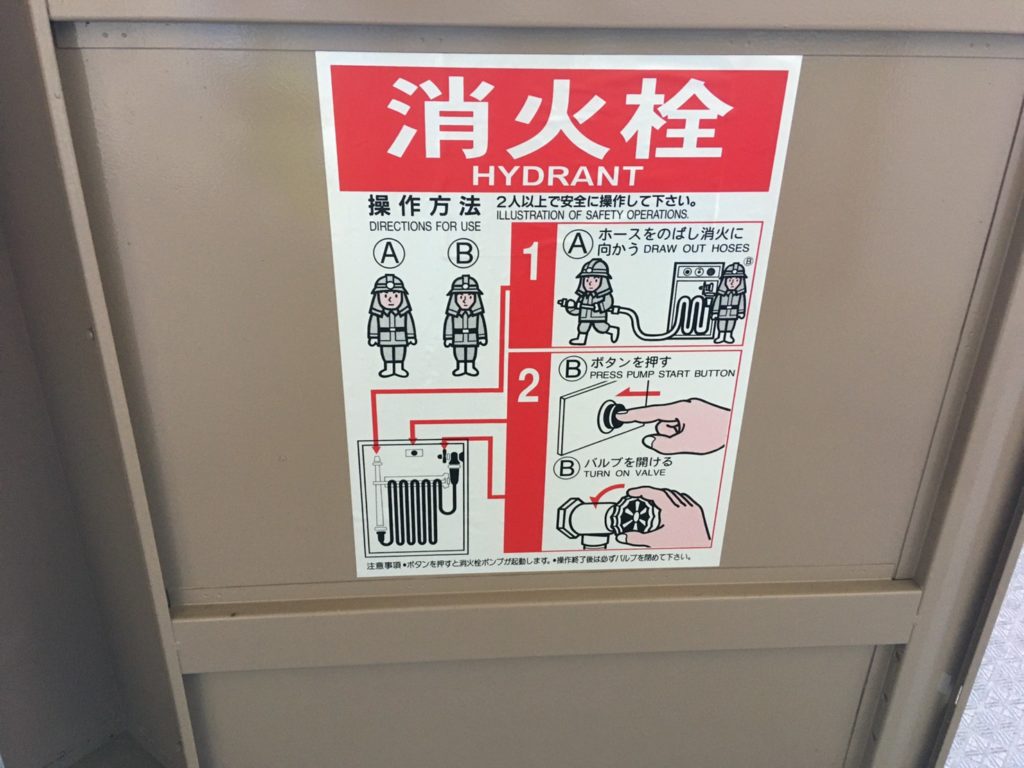 消火栓
HYDRANT
操作方法
DIRECTIONS FOR USE
2人以上で安全に操作して下さい。
ILLUSTRATION OF SAFETY OPERATIONS.
A
B
1
A ホースをのばし消火に
向かう DRAW OUT HOSES
B
2
B ボタンを押す
PRESS PUMP START BUTTON
B バルブを開ける
TURN ON VALVE
注意事項•ボタンを押すと消火栓ポンプが起動します。•操作終了後は必ずバルブを閉めて下さい。